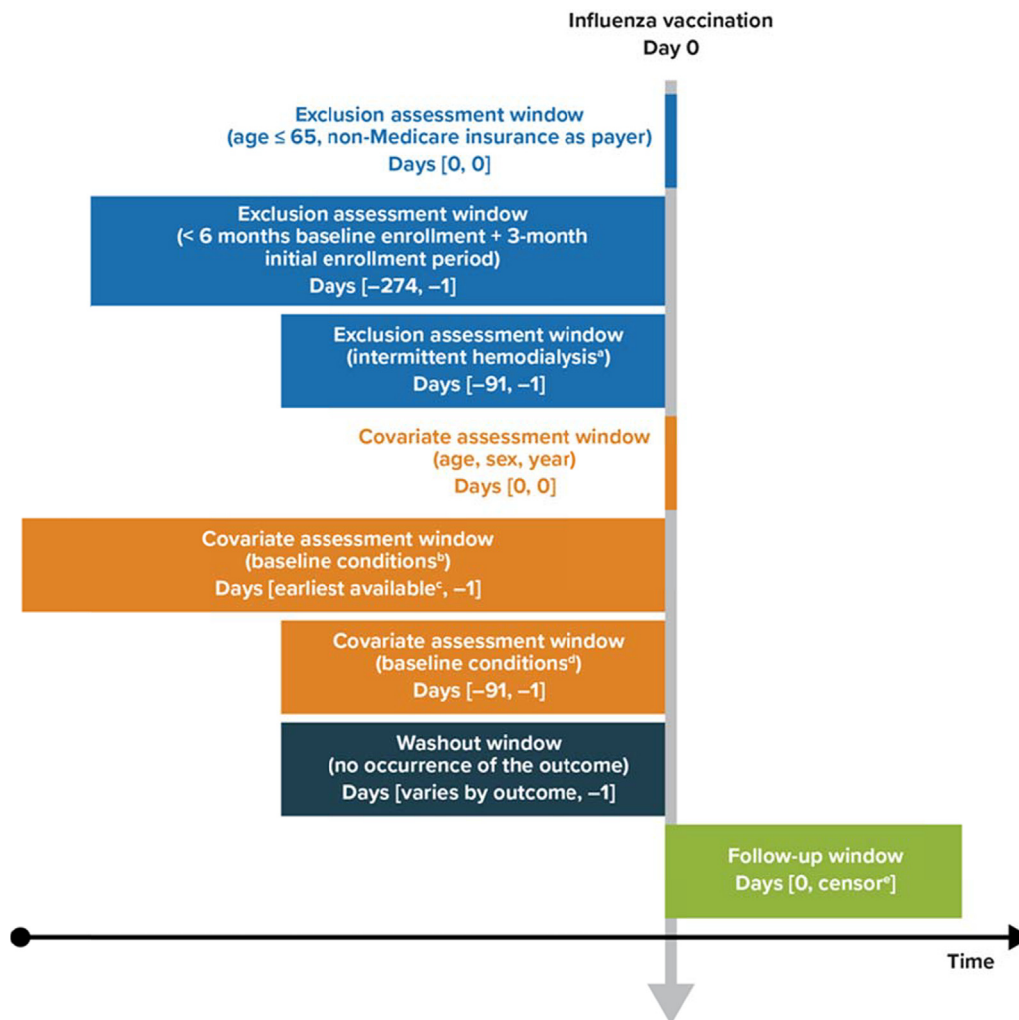 Influenza vaccination
Day 0
Exclusion assessment window
(age ≤ 65, non-Medicare insurance as payer)
Days [0, 0]
Exclusion assessment window
(< 6 months baseline enrollment + 3-month
initial enrollment period)
Days [–274, –1]
Exclusion assessment window
(intermittent hemodialysisᵃ)
Days [–91, –1]
Covariate assessment window
(age, sex, year)
Days [0, 0]
Covariate assessment window
(baseline conditionsᵇ)
Days [earliest availableᶜ, –1]
Covariate assessment window
(baseline conditionsᵈ)
Days [–91, –1]
Washout window
(no occurrence of the outcome)
Days [varies by outcome, –1]
Follow-up window
Days [0, censorᵉ]
Time